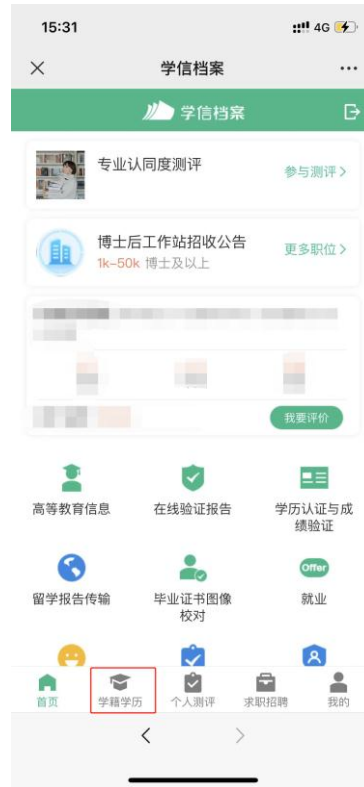 15:31
4G
学信档案
学信档案
专业认同度测评
参与测评>
博士后工作站招收公告
更多职位>
1k-50k 博士及以上
我要评价
高等教育信息
在线验证报告
学历认证与成
绩验证
Offer
留学报告传输
毕业证书图像
校对
就业
首页
学籍学历
个人测评
求职招聘
我的